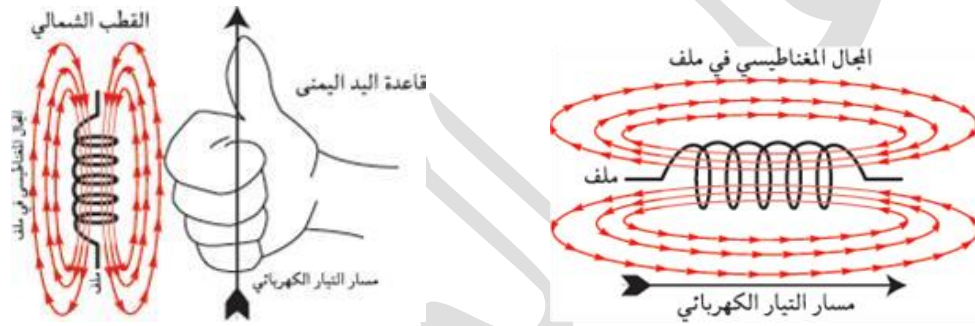 القطب الشمالي
قاعدة اليد اليمنى
المجال المغناطيسي في ملف
ملف
مسار التيار الكهربائي
المجال المغناطيسي في ملف
ملف
مسار التيار الكهربائي